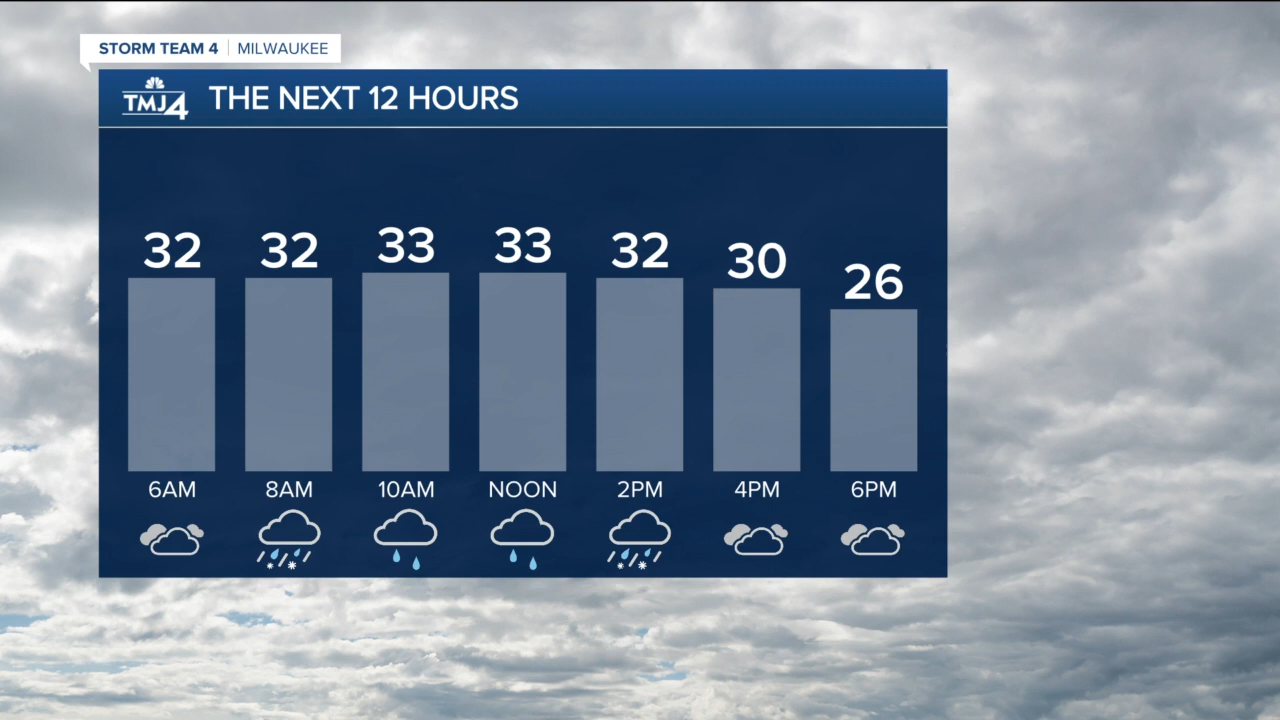 STORM TEAM 4 | MILWAUKEE
TMJ4 THE NEXT 12 HOURS
32 32 33 33 32 30 26
6AM 8AM 10AM NOON 2PM 4PM 6PM